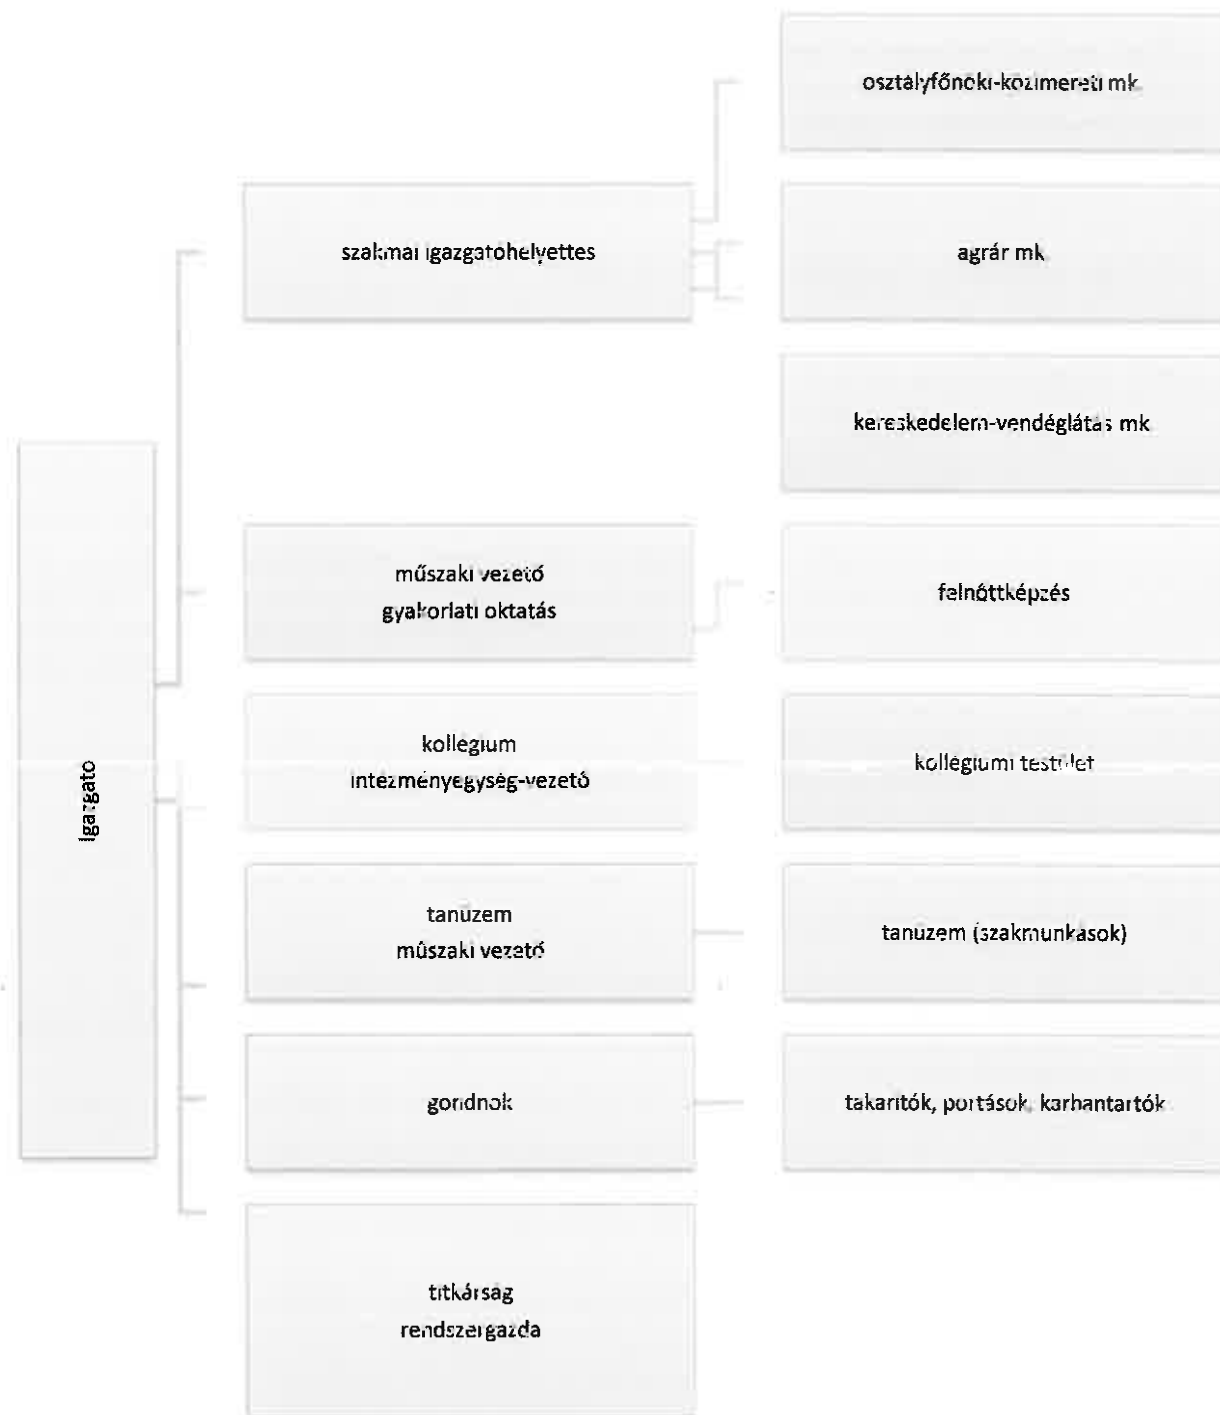 osztályfőnöki-közimereti mk
szakmai igazgatóhelyettes
agrár mk
kereskedelem-vendéglátás mk
műszaki vezető
gyakorlati oktatás
felnőttképzés
kollégium
intézményegység-vezető
kollégiumi testület
Igazgató
tanüzem
műszaki vezető
tanüzem (szakmunkások)
gondnok
takarítók, portások, karbantartók
titkárság
rendszergazda